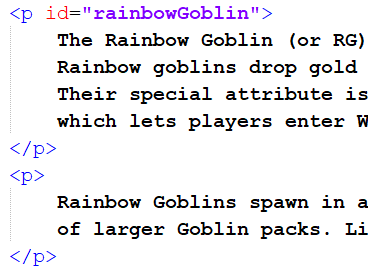 <p id="rainbowGoblin">
The Rainbow Goblin (or RG)
Rainbow goblins drop gold
Their special attribute is
which lets players enter W
</p>
<p>
Rainbow Goblins spawn in a
of larger Goblin packs. Li
</p>